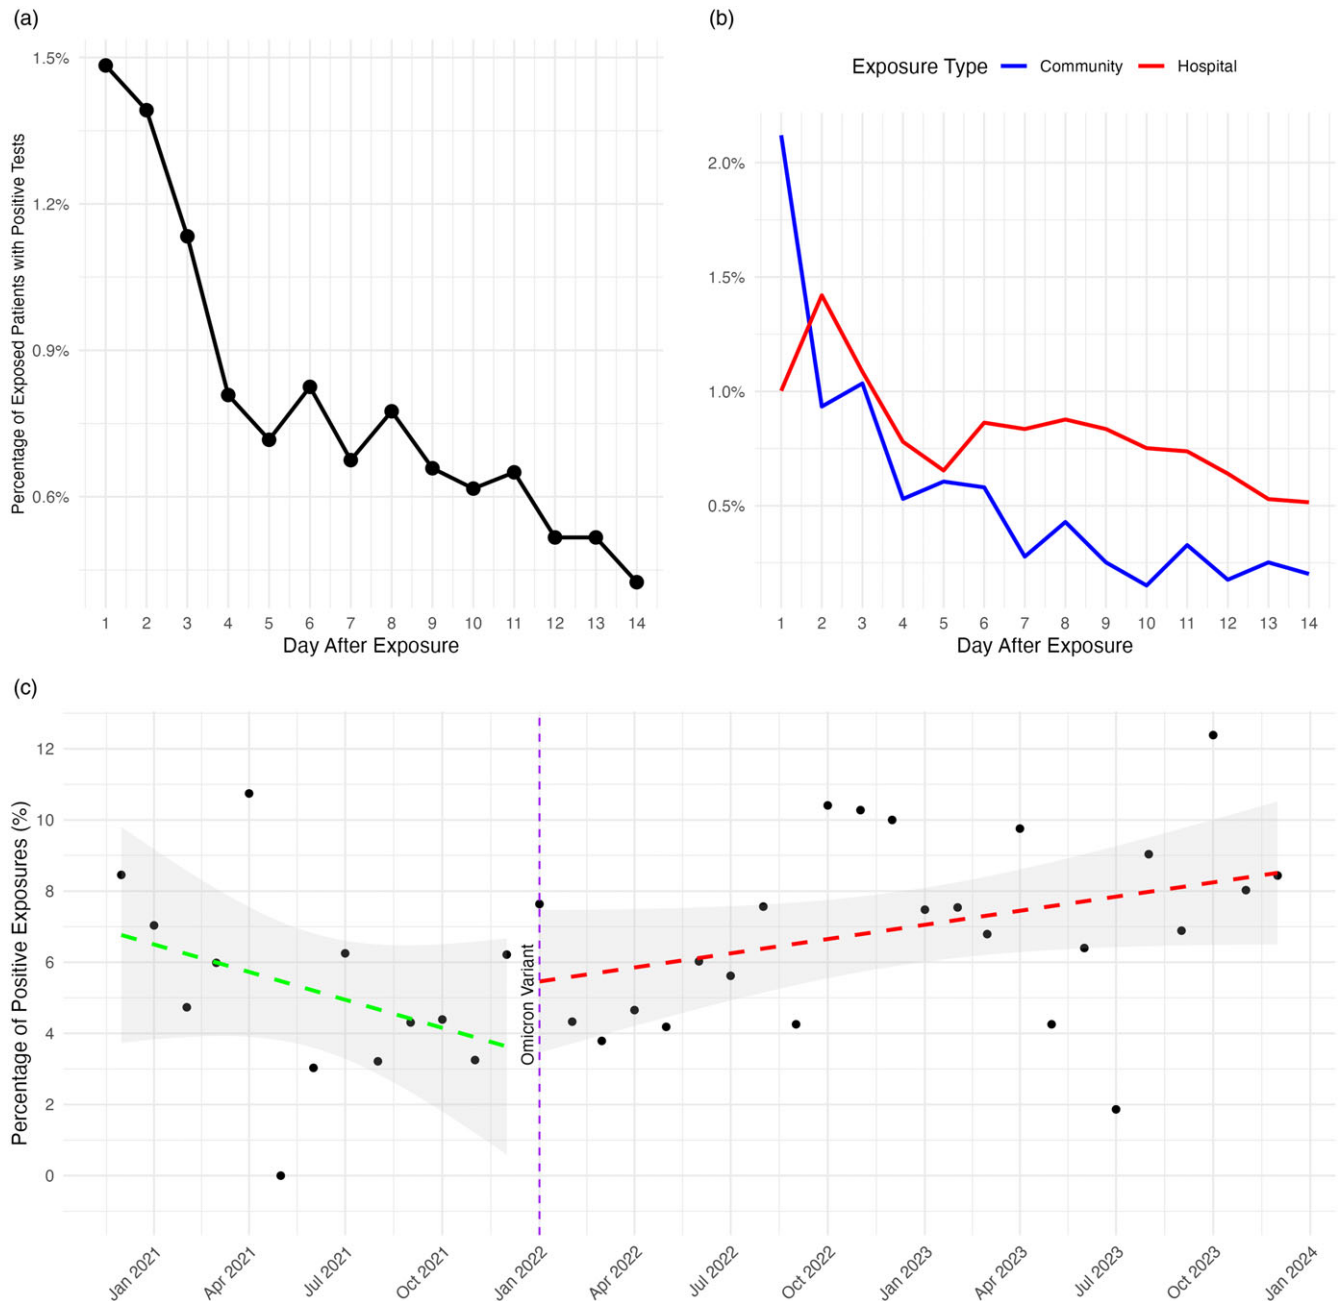 (a)
Percentage of Exposed Patients with Positive Tests
1.5%
1.2%
0.9%
0.6%
1 2 3 4 5 6 7 8 9 10 11 12 13 14
Day After Exposure
(b)
Exposure Type Community Hospital
2.0%
1.5%
1.0%
0.5%
1 2 3 4 5 6 7 8 9 10 11 12 13 14
Day After Exposure
(c)
Percentage of Positive Exposures (%)
12
10
8
6
4
2
0
Omicron Variant
Jan 2021 Apr 2021 Jul 2021 Oct 2021 Jan 2022 Apr 2022 Jul 2022 Oct 2022 Jan 2023 Apr 2023 Jul 2023 Oct 2023 Jan 2024